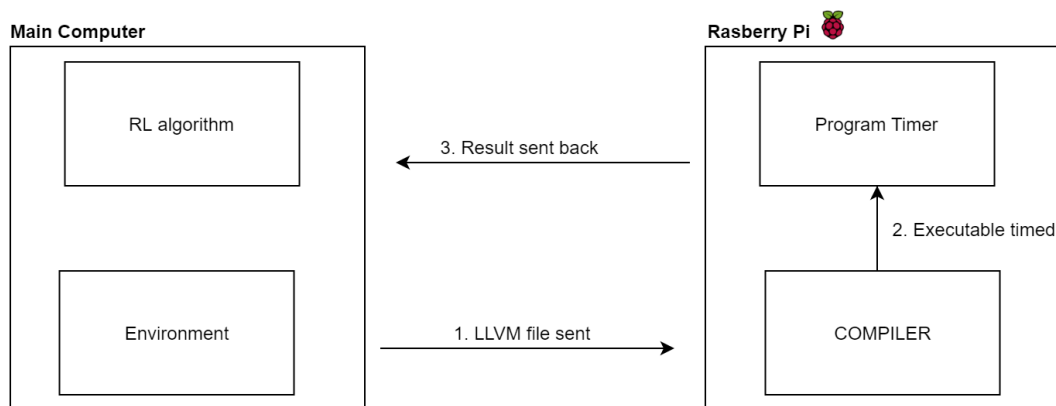 Main Computer
Rasberry Pi
RL algorithm
Program Timer
3. Result sent back
2. Executable timed
Environment
1. LLVM file sent
COMPILER